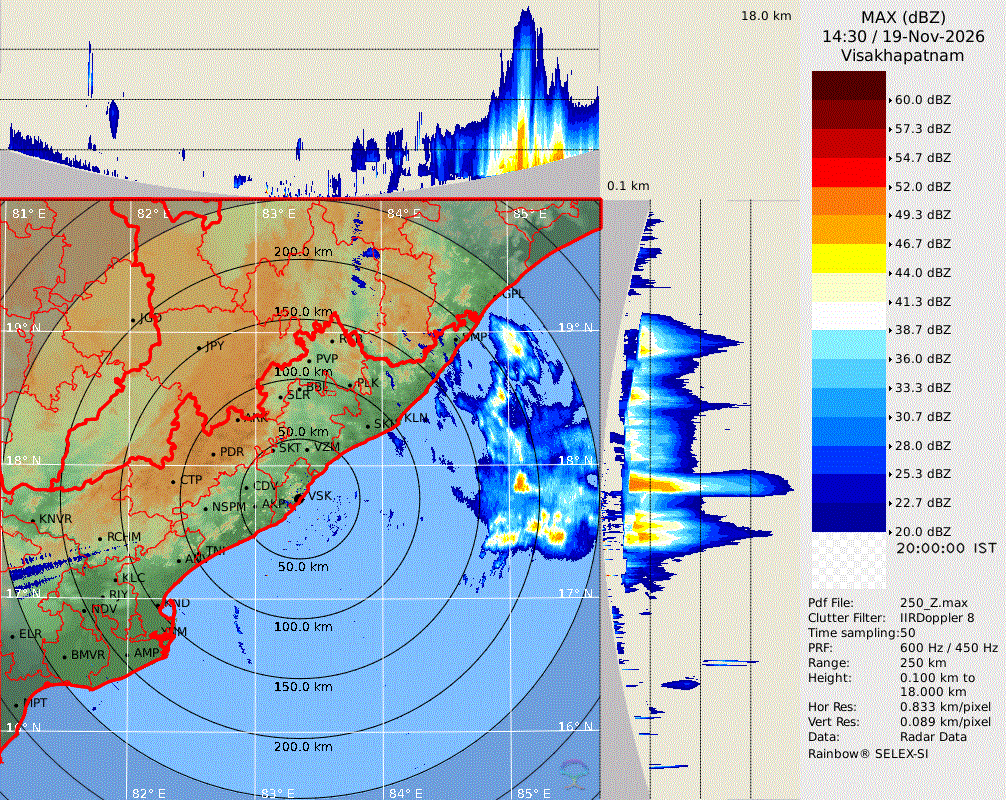 18.0 km
MAX (dBZ)
14:30 / 19-Nov-2026
Visakhapatnam
60.0 dBZ
57.3 dBZ
54.7 dBZ
52.0 dBZ
49.3 dBZ
46.7 dBZ
44.0 dBZ
41.3 dBZ
38.7 dBZ
36.0 dBZ
33.3 dBZ
30.7 dBZ
28.0 dBZ
25.3 dBZ
22.7 dBZ
20.0 dBZ
20:00:00 IST
0.1 km
81° E
82° E
83° E
84° E
85° E
200.0 km
GPL
150.0 km
JGD
19° N
19° N
JPY
PVP
100.0 km
PLK
BBL
SLR
KLN
50.0 km
SKT
VZM
PDR
18° N
18° N
CTP
CDV
VSK
NSPM
AKP
KNVR
RCHM
TNI
50.0 km
KLC
RJY
17° N
17° N
NDV
KND
100.0 km
ELR
BMVR
AMP
150.0 km
MPT
16° N
16° N
200.0 km
82° E
83° E
84° E
85° E
Pdf File: 250_Z.max
Clutter Filter: IIRDoppler 8
Time sampling:50
PRF: 600 Hz / 450 Hz
Range: 250 km
Height: 0.100 km to
18.000 km
Hor Res: 0.833 km/pixel
Vert Res: 0.089 km/pixel
Data: Radar Data
Rainbow® SELEX-SI